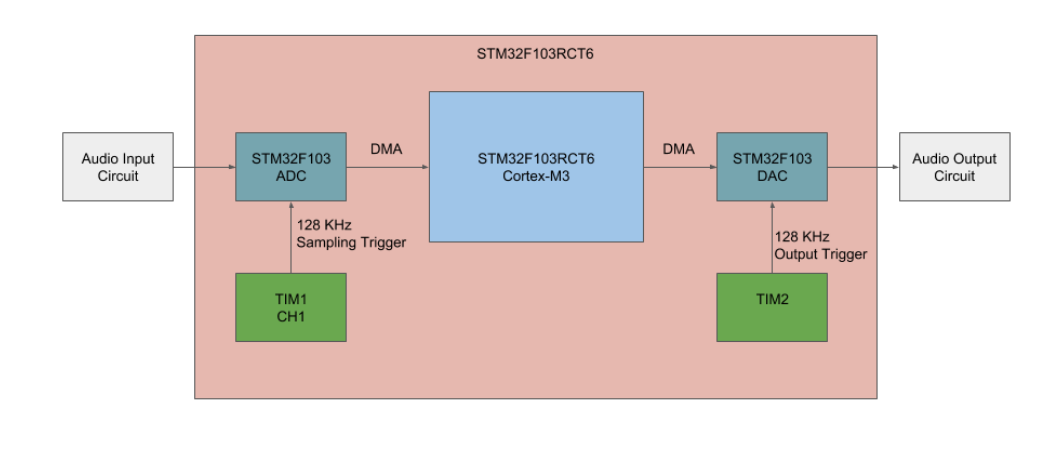 STM32F103RCT6
Audio Input
Circuit
STM32F103
ADC
DMA
STM32F103RCT6
Cortex-M3
DMA
STM32F103
DAC
Audio Output
Circuit
128 KHz
Sampling Trigger
128 KHz
Output Trigger
TIM1
CH1
TIM2